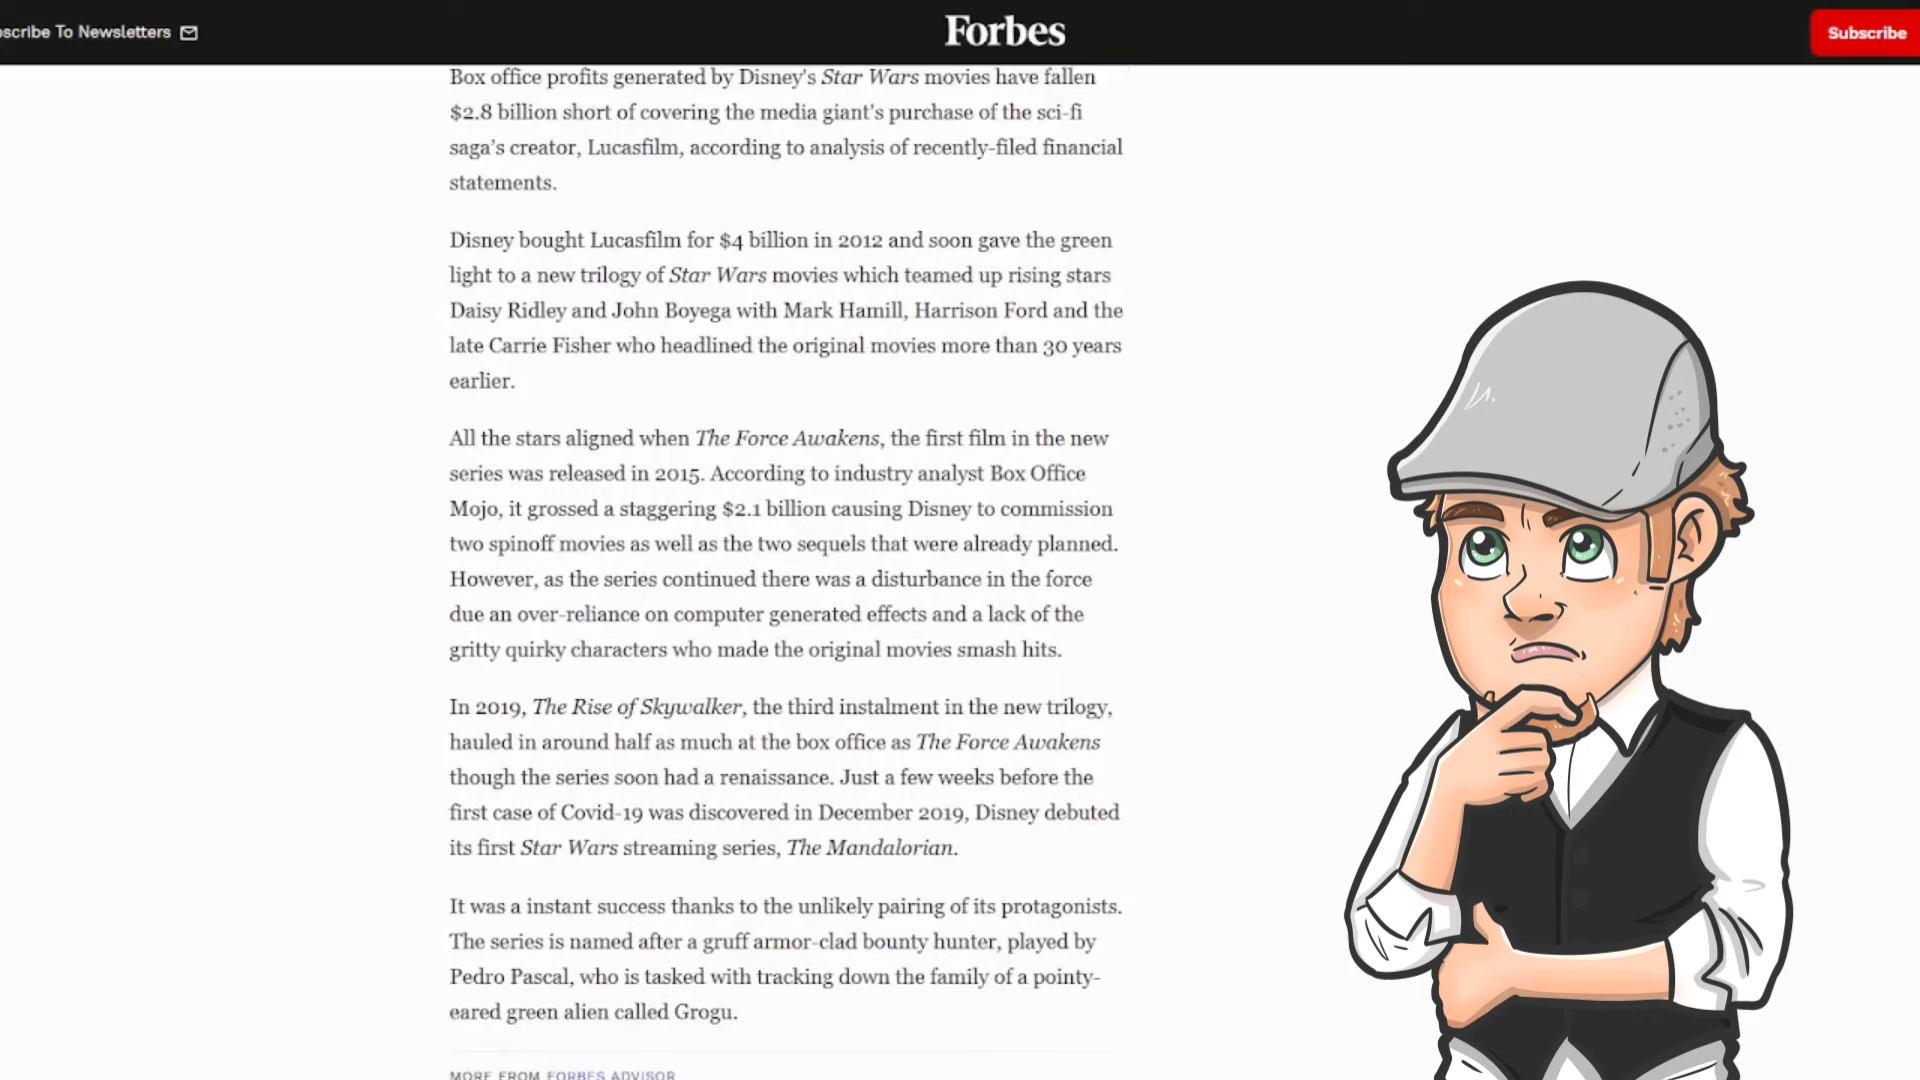 scribe To Newsletters
Forbes
Subscribe
Box office profits generated by Disney's Star Wars movies have fallen
$2.8 billion short of covering the media giant's purchase of the sci-fi
saga’s creator, Lucasfilm, according to analysis of recently-filed financial
statements.
Disney bought Lucasfilm for $4 billion in 2012 and soon gave the green
light to a new trilogy of Star Wars movies which teamed up rising stars
Daisy Ridley and John Boyega with Mark Hamill, Harrison Ford and the
late Carrie Fisher who headlined the original movies more than 30 years
earlier.
All the stars aligned when The Force Awakens, the first film in the new
series was released in 2015. According to industry analyst Box Office
Mojo, it grossed a staggering $2.1 billion causing Disney to commission
two spinoff movies as well as the two sequels that were already planned.
However, as the series continued there was a disturbance in the force
due an over-reliance on computer generated effects and a lack of the
gritty quirky characters who made the original movies smash hits.
In 2019, The Rise of Skywalker, the third instalment in the new trilogy,
hauled in around half as much at the box office as The Force Awakens
though the series soon had a renaissance. Just a few weeks before the
first case of Covid-19 was discovered in December 2019, Disney debuted
its first Star Wars streaming series, The Mandalorian.
It was a instant success thanks to the unlikely pairing of its protagonists.
The series is named after a gruff armor-clad bounty hunter, played by
Pedro Pascal, who is tasked with tracking down the family of a pointy-
eared green alien called Grogu.
MORE FROM FORBES ADVISOR